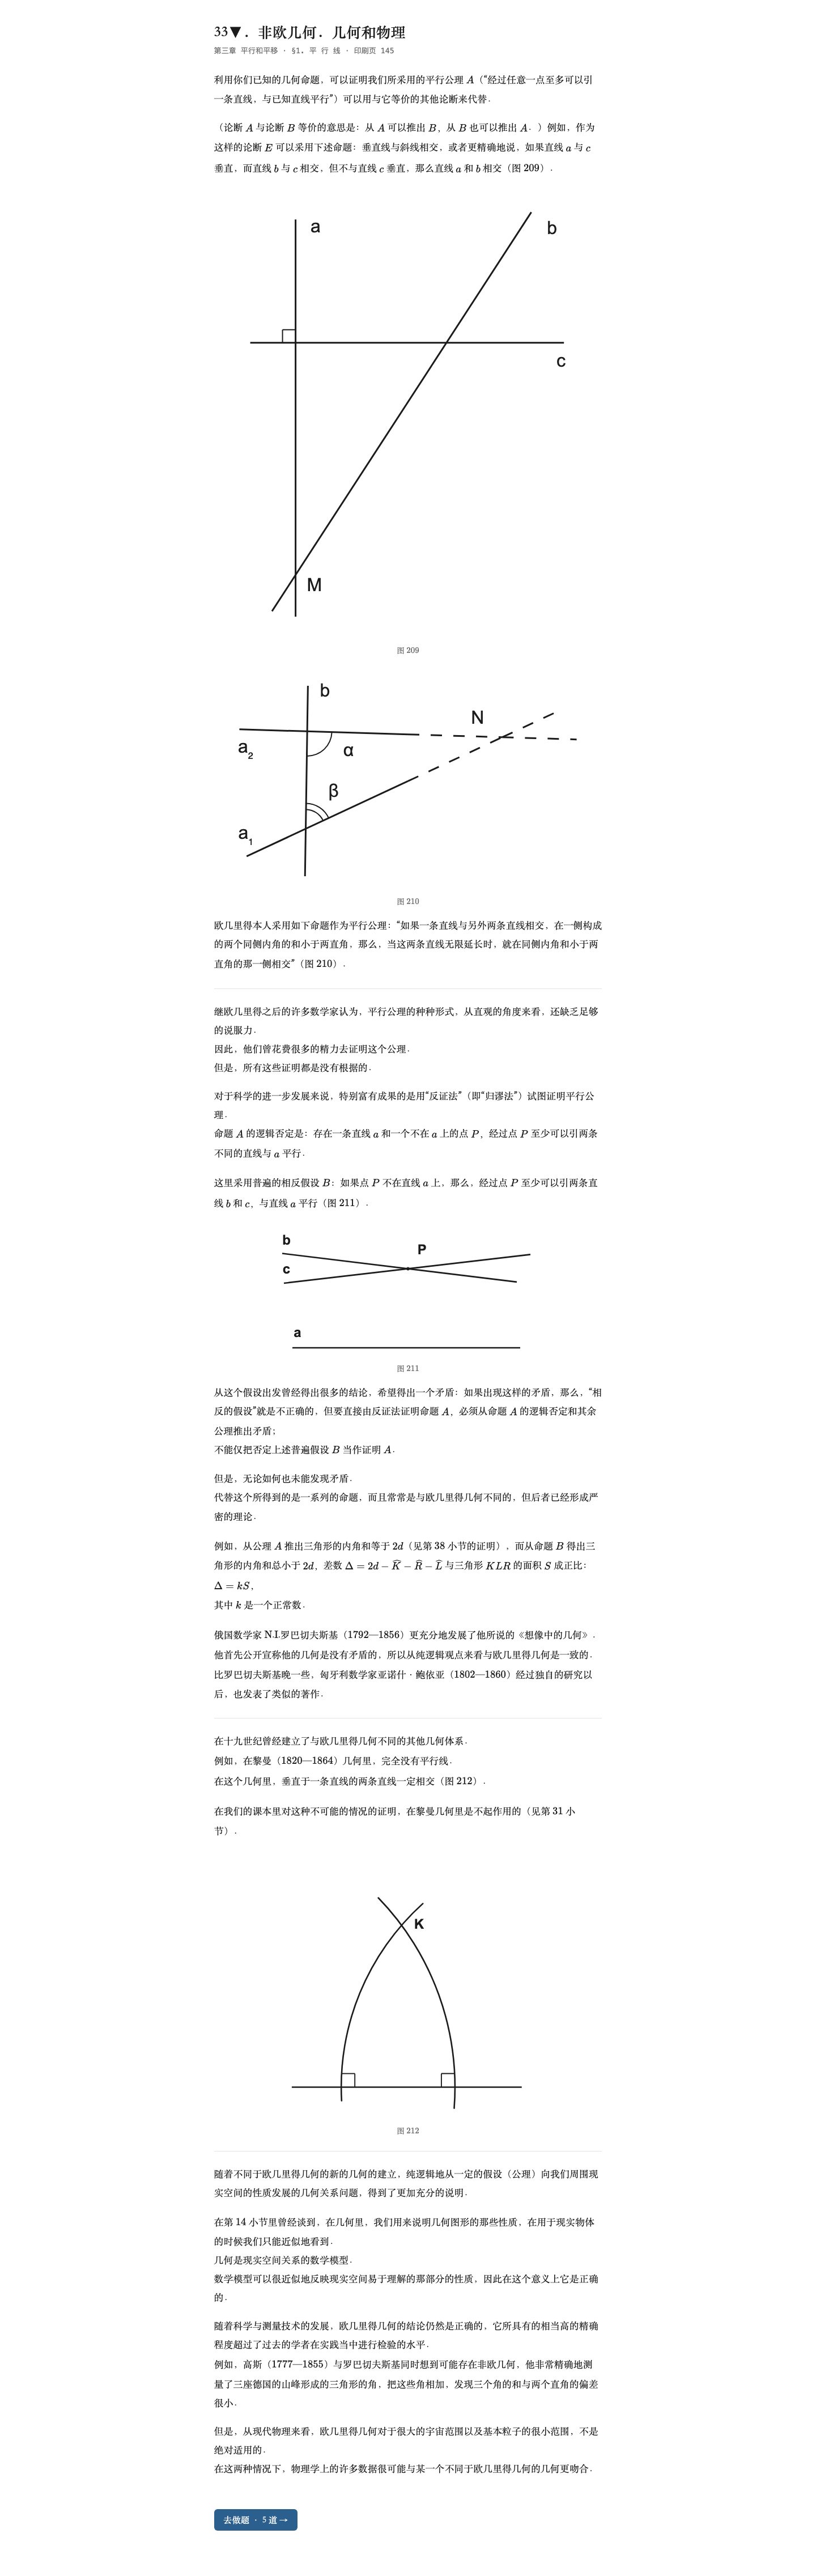 33▼．非欧几何．几何和物理
第三章 平行和平移 · §1. 平 行 线 · 印刷页 145
利用你们已知的几何命题，可以证明我们所采用的平行公理 A（“经过任意一点至多可以引
一条直线，与已知直线平行”）可以用与它等价的其他论断来代替．
（论断 A 与论断 B 等价的意思是：从 A 可以推出 B，从 B 也可以推出 A．）例如，作为
这样的论断 E 可以采用下述命题：垂直线与斜线相交，或者更精确地说，如果直线 a 与 c
垂直，而直线 b 与 c 相交，但不与直线 c 垂直，那么直线 a 和 b 相交（图 209）．
a
b
c
M
图 209
b
N
a₂
α
β
a₁
图 210
欧几里得本人采用如下命题作为平行公理：“如果一条直线与另外两条直线相交，在一侧构成
的两个同侧内角的和小于两直角，那么，当这两条直线无限延长时，就在同侧内角和小于两
直角的那一侧相交”（图 210）．
继欧几里得之后的许多数学家认为，平行公理的种种形式，从直观的角度来看，还缺乏足够
的说服力．
因此，他们曾花费很多的精力去证明这个公理．
但是，所有这些证明都是没有根据的．
对于科学的进一步发展来说，特别富有成果的是用“反证法”（即“归谬法”）试图证明平行公
理．
命题 A 的逻辑否定是：存在一条直线 a 和一个不在 a 上的点 P，经过点 P 至少可以引两条
不同的直线与 a 平行．
这里采用普遍的相反假设 B：如果点 P 不在直线 a 上，那么，经过点 P 至少可以引两条直
线 b 和 c，与直线 a 平行（图 211）．
b
P
c
a
图 211
从这个假设出发曾经得出很多的结论，希望得出一个矛盾：如果出现这样的矛盾，那么，“相
反的假设”就是不正确的，但要直接由反证法证明命题 A，必须从命题 A 的逻辑否定和其余
公理推出矛盾；
不能仅把否定上述普遍假设 B 当作证明 A．
但是，无论如何也未能发现矛盾．
代替这个所得到的是一系列的命题，而且常常是与欧几里得几何不同的，但后者已经形成严
密的理论．
例如，从公理 A 推出三角形的内角和等于 2d（见第 38 小节的证明），而从命题 B 得出三
角形的内角和总小于 2d，差数 Δ = 2d − K̂ − R̂ − L̂ 与三角形 KLR 的面积 S 成正比：
Δ = kS，
其中 k 是一个正常数．
俄国数学家 N.I.罗巴切夫斯基（1792—1856）更充分地发展了他所说的《想像中的几何》．
他首先公开宣称他的几何是没有矛盾的，所以从纯逻辑观点来看与欧几里得几何是一致的．
比罗巴切夫斯基晚一些，匈牙利数学家亚诺什·鲍依亚（1802—1860）经过独自的研究以
后，也发表了类似的著作．
在十九世纪曾经建立了与欧几里得几何不同的其他几何体系．
例如，在黎曼（1820—1864）几何里，完全没有平行线．
在这个几何里，垂直于一条直线的两条直线一定相交（图 212）．
在我们的课本里对这种不可能的情况的证明，在黎曼几何里是不起作用的（见第 31 小
节）．
K
图 212
随着不同于欧几里得几何的新的几何的建立，纯逻辑地从一定的假设（公理）向我们周围现
实空间的性质发展的几何关系问题，得到了更加充分的说明．
在第 14 小节里曾经谈到，在几何里，我们用来说明几何图形的那些性质，在用于现实物体
的时候我们只能近似地看到．
几何是现实空间关系的数学模型．
数学模型可以很近似地反映现实空间易于理解的那部分的性质，因此在这个意义上它是正确
的．
随着科学与测量技术的发展，欧几里得几何的结论仍然是正确的，它所具有的相当高的精确
程度超过了过去的学者在实践当中进行检验的水平．
例如，高斯（1777—1855）与罗巴切夫斯基同时想到可能存在非欧几何，他非常精确地测
量了三座德国的山峰形成的三角形的角，把这些角相加，发现三个角的和与两个直角的偏差
很小．
但是，从现代物理来看，欧几里得几何对于很大的宇宙范围以及基本粒子的很小范围，不是
绝对适用的．
在这两种情况下，物理学上的许多数据很可能与某一个不同于欧几里得几何的几何更吻合．
去做题 · 5 道 →